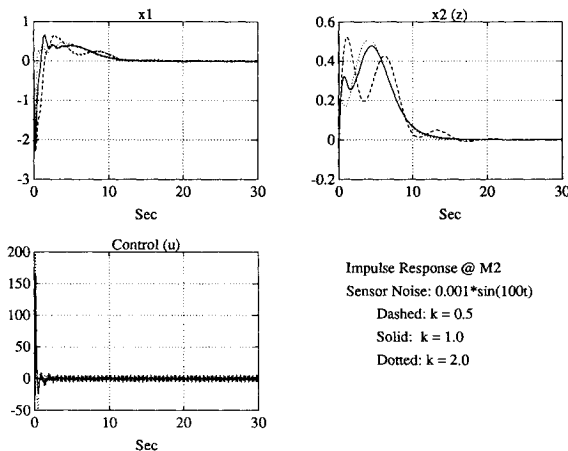 x1
1
0
-1
-2
-3
0
10
20
30
Sec
x2 (z)
0.6
0.4
0.2
0
-0.2
0
10
20
30
Sec
Control (u)
200
150
100
50
0
-50
0
10
20
30
Sec
Impulse Response @ M2
Sensor Noise: 0.001*sin(100t)
Dashed: k = 0.5
Solid: k = 1.0
Dotted: k = 2.0